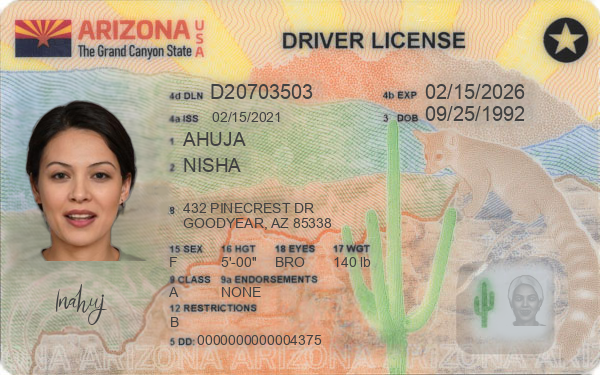 ARIZONA USA
The Grand Canyon State
DRIVER LICENSE
4d DLN D20703503 4b EXP 02/15/2026
4a ISS 02/15/2021 3 DOB 09/25/1992
1 AHUJA
2 NISHA
8 432 PINECREST DR
GOODYEAR, AZ 85338
15 SEX 16 HGT 18 EYES 17 WGT
F 5'-00" BRO 140 lb
9 CLASS 9a ENDORSEMENTS
A NONE
12 RESTRICTIONS
B
5 DD: 0000000000004375
Inahuj
ARIZONA ARIZONA ARIZONA ARIZONA